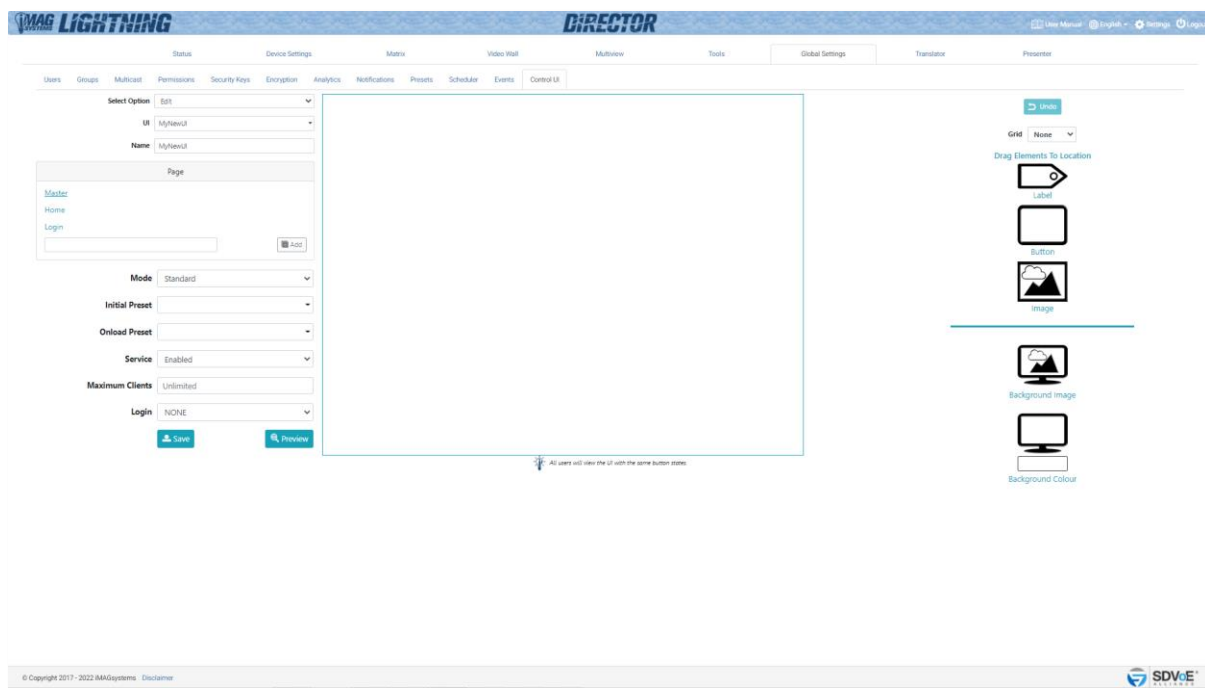 iMAG SYSTEMS LIGHTNING
DiRECTOR
User Manual English Settings Logout
Status Device Settings Matrix Video Wall Multiview Tools Global Settings Translator Presenter
Users Groups Multicast Permissions Security Keys Encryption Analytics Notifications Presets Scheduler Events Control UI
Select Option Edit
UI MyNewUI
Name MyNewUI
Page
Master
Home
Login
Add
Mode Standard
Initial Preset
Onload Preset
Service Enabled
Maximum Clients Unlimited
Login NONE
Save Preview
All users will view the UI with the same button states.
Undo
Grid None
Drag Elements To Location
Label
Button
Image
Background Image
Background Colour
© Copyright 2017 - 2022 iMAGsystems Disclaimer
SDVoE
ALLIANCE